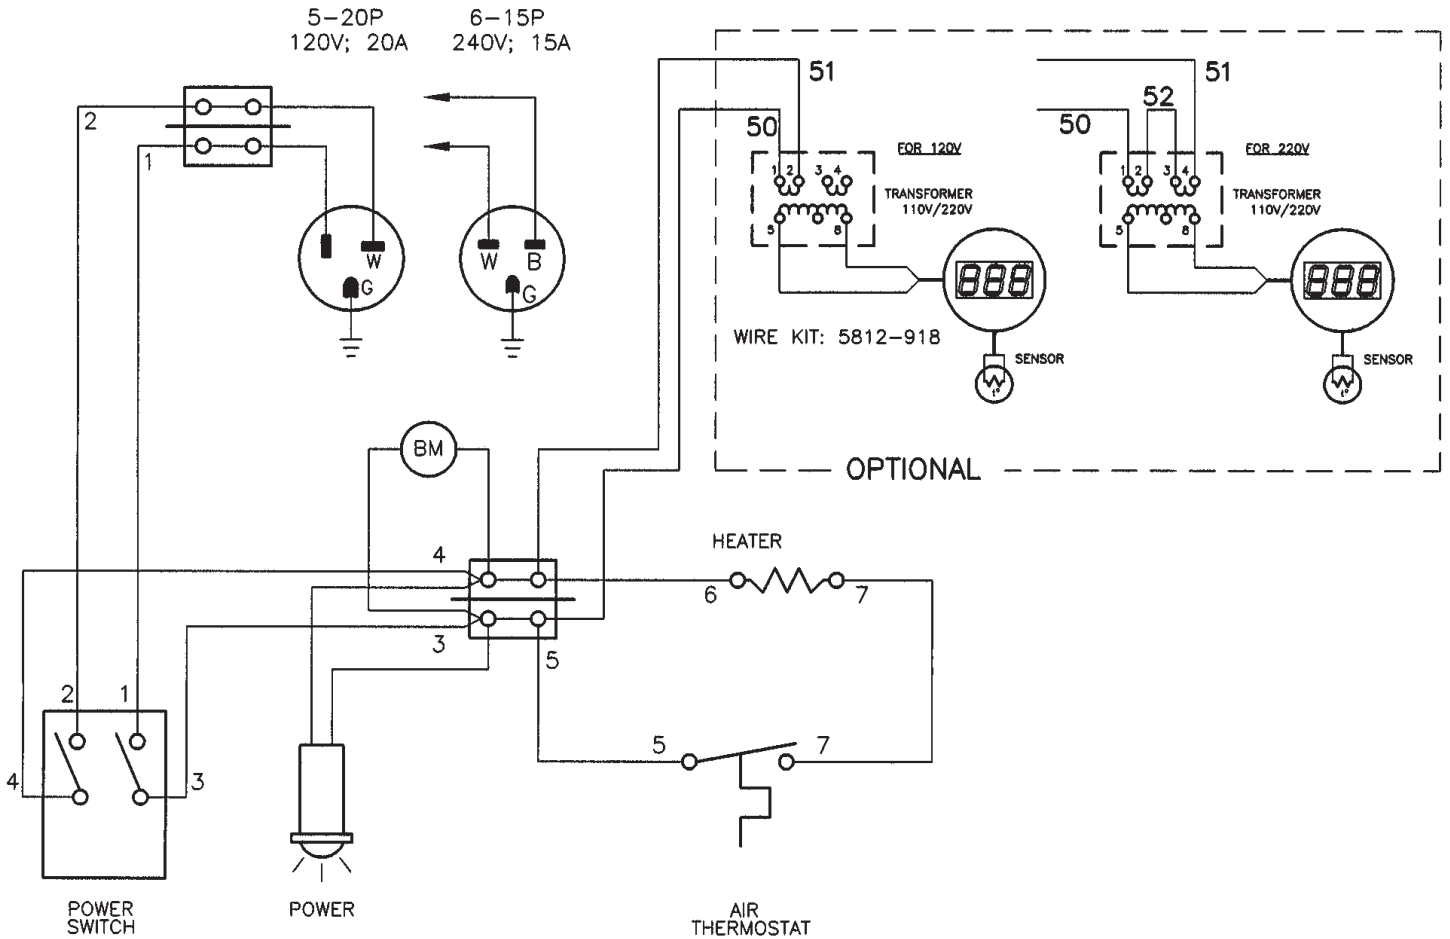 5-20P
120V; 20A
6-15P
240V; 15A
51
50
51
52
50
2
1
FOR 120V
FOR 220V
1 2 3 4
1 2 3 4
TRANSFORMER
110V/220V
TRANSFORMER
110V/220V
5 8
5 8
W
G
W B
G
888
888
WIRE KIT: 5812-918
SENSOR
SENSOR
t°
t°
BM
OPTIONAL
HEATER
4
6
7
3
5
2 1
5
7
4
3
POWER
SWITCH
POWER
AIR
THERMOSTAT